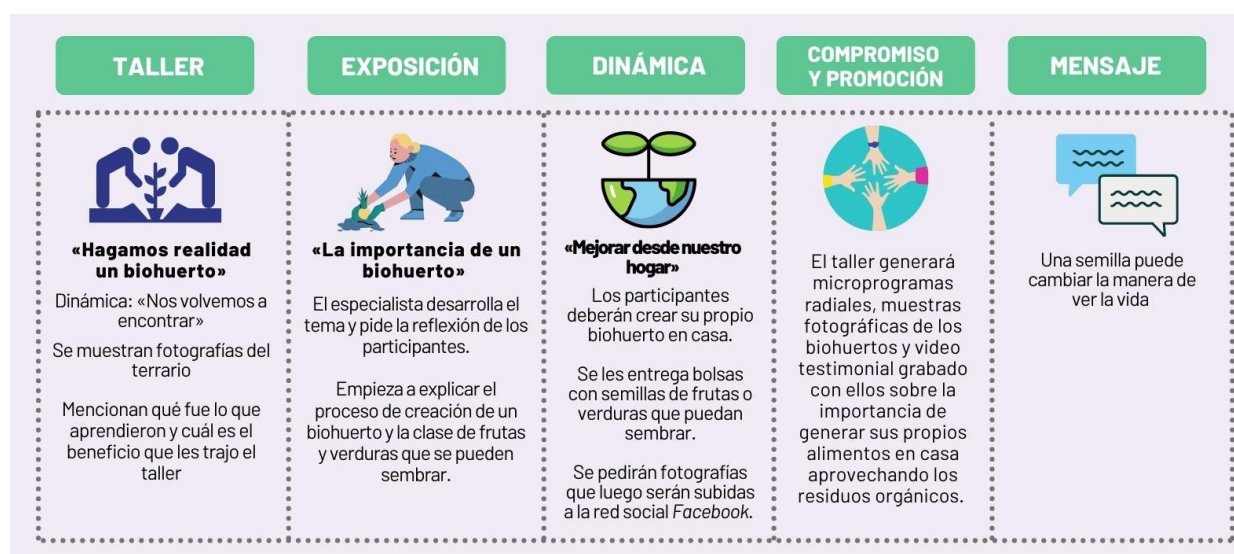 TALLER
EXPOSICIÓN
DINÁMICA
COMPROMISO
Y PROMOCIÓN
MENSAJE
«Hagamos realidad
un biohuerto»
Dinámica: «Nos volvemos a
encontrar»
Se muestran fotografías del
terrario
Mencionan qué fue lo que
aprendieron y cuál es el
beneficio que les trajo el
taller
«La importancia de un
biohuerto»
El especialista desarrolla el
tema y pide la reflexión de los
participantes.
Empieza a explicar el
proceso de creación de un
biohuerto y la clase de frutas
y verduras que se pueden
sembrar.
«Mejorar desde nuestro
hogar»
Los participantes
deberán crear su propio
biohuerto en casa.
Se les entrega bolsas
con semillas de frutas o
verduras que puedan
sembrar.
Se pedirán fotografías
que luego serán subidas
a la red social Facebook.
El taller generará
microprogramas
radiales, muestras
fotográficas de los
biohuertos y video
testimonial grabado
con ellos sobre la
importancia de
generar sus propios
alimentos en casa
aprovechando los
residuos orgánicos.
Una semilla puede
cambiar la manera de
ver la vida